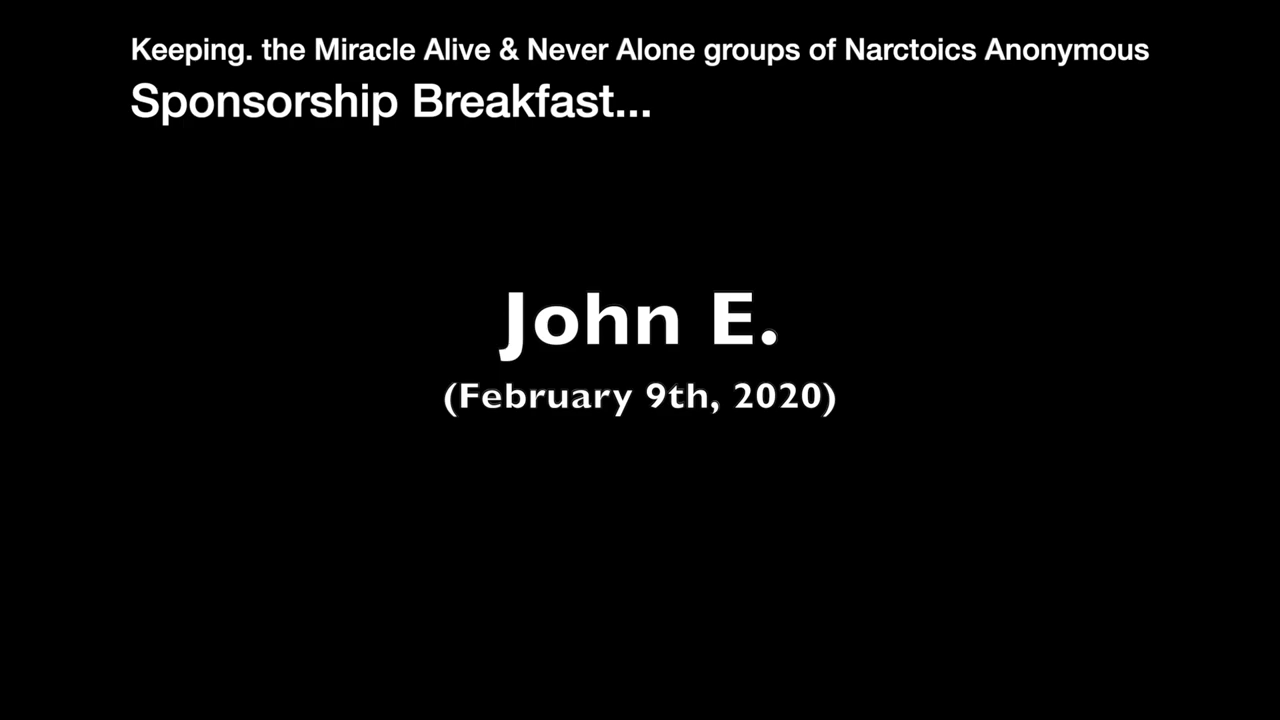 Keeping. the Miracle Alive & Never Alone groups of Narctoics Anonymous
Sponsorship Breakfast...
John E.
(February 9th, 2020)